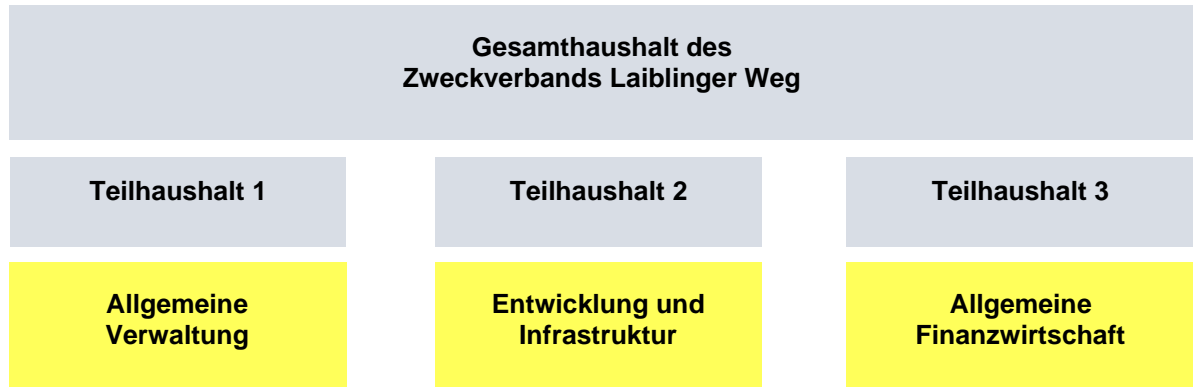 Gesamthaushalt des
Zweckverbands Laiblinger Weg
Teilhaushalt 1
Teilhaushalt 2
Teilhaushalt 3
Allgemeine
Verwaltung
Entwicklung und
Infrastruktur
Allgemeine
Finanzwirtschaft